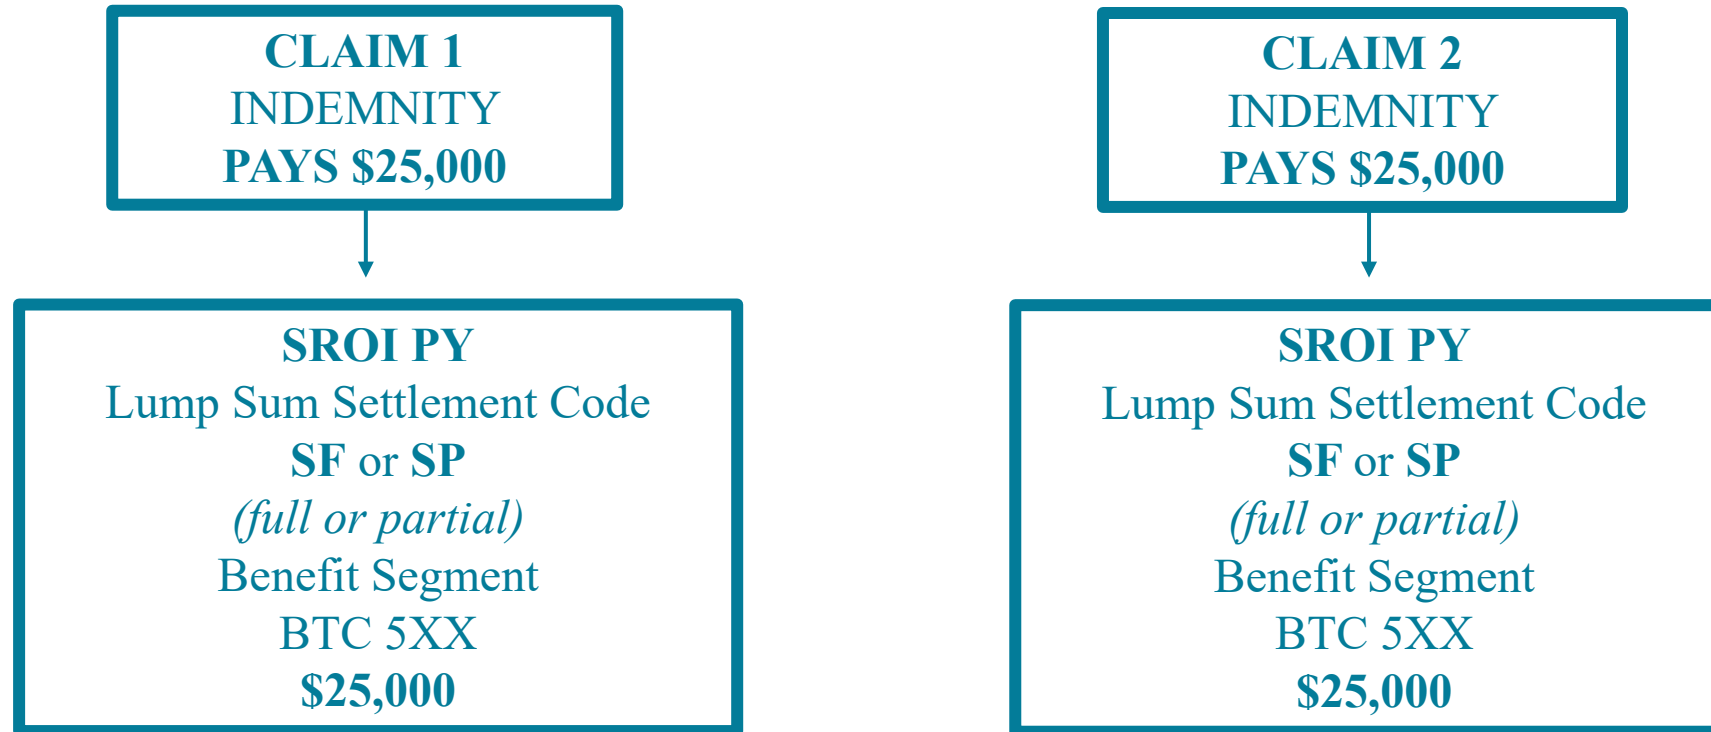 CLAIM 1
INDEMNITY
PAYS $25,000
SROI PY
Lump Sum Settlement Code
SF or SP
(full or partial)
Benefit Segment
BTC 5XX
$25,000
CLAIM 2
INDEMNITY
PAYS $25,000
SROI PY
Lump Sum Settlement Code
SF or SP
(full or partial)
Benefit Segment
BTC 5XX
$25,000